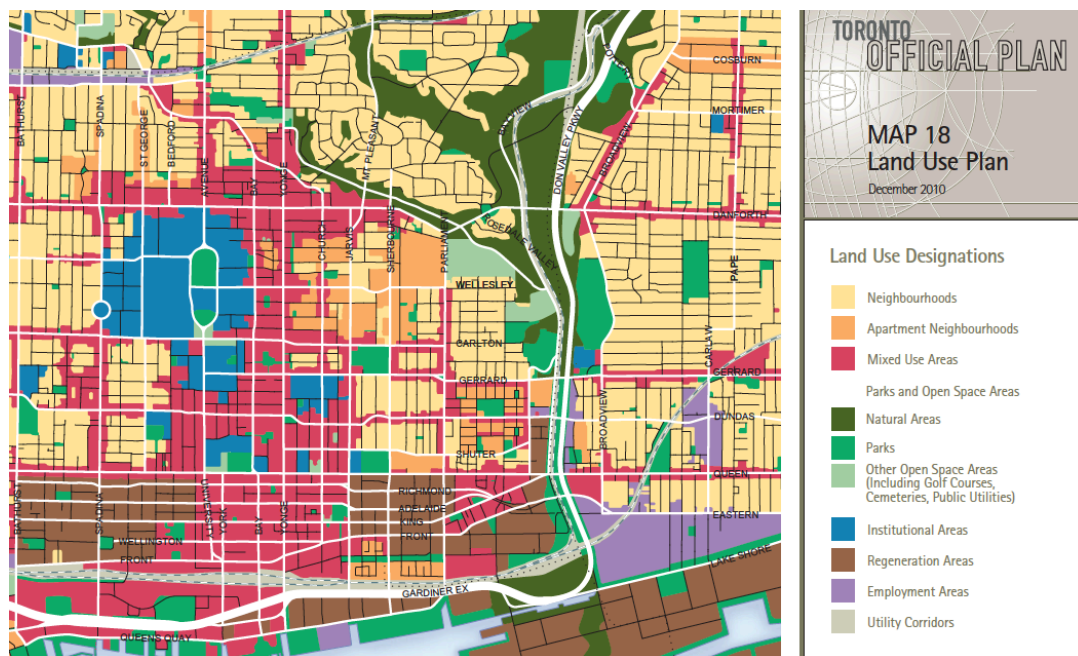 COSBURN
POTTERY
BATHURST
SPADINA
ST GEORGE
BEDFORD
AVENUE
BAY
YONGE
MT PLEASANT
BAYVIEW
DON VALLEY PKWY
BROADVIEW
MORTIMER
CHURCH
JARVIS
SHERBOURNE
PARLIAMENT
ROSEDALE VALLEY
DANFORTH
WELLESLEY
PAPE
CARLTON
CARLAW
GERRARD
GERRARD
BROADVIEW
DUNDAS
SHUTER
QUEEN
BATHURST
SPADINA
UNIVERSITY
YORK
BAY
YONGE
RICHMOND
ADELAIDE
KING
FRONT
EASTERN
WELLINGTON
FRONT
LAKE SHORE
GARDINER EX
QUEENS QUAY
TORONTO
OFFICIAL PLAN
MAP 18
Land Use Plan
December 2010
Land Use Designations
Neighbourhoods
Apartment Neighbourhoods
Mixed Use Areas
Parks and Open Space Areas
Natural Areas
Parks
Other Open Space Areas
(Including Golf Courses,
Cemeteries, Public Utilities)
Institutional Areas
Regeneration Areas
Employment Areas
Utility Corridors